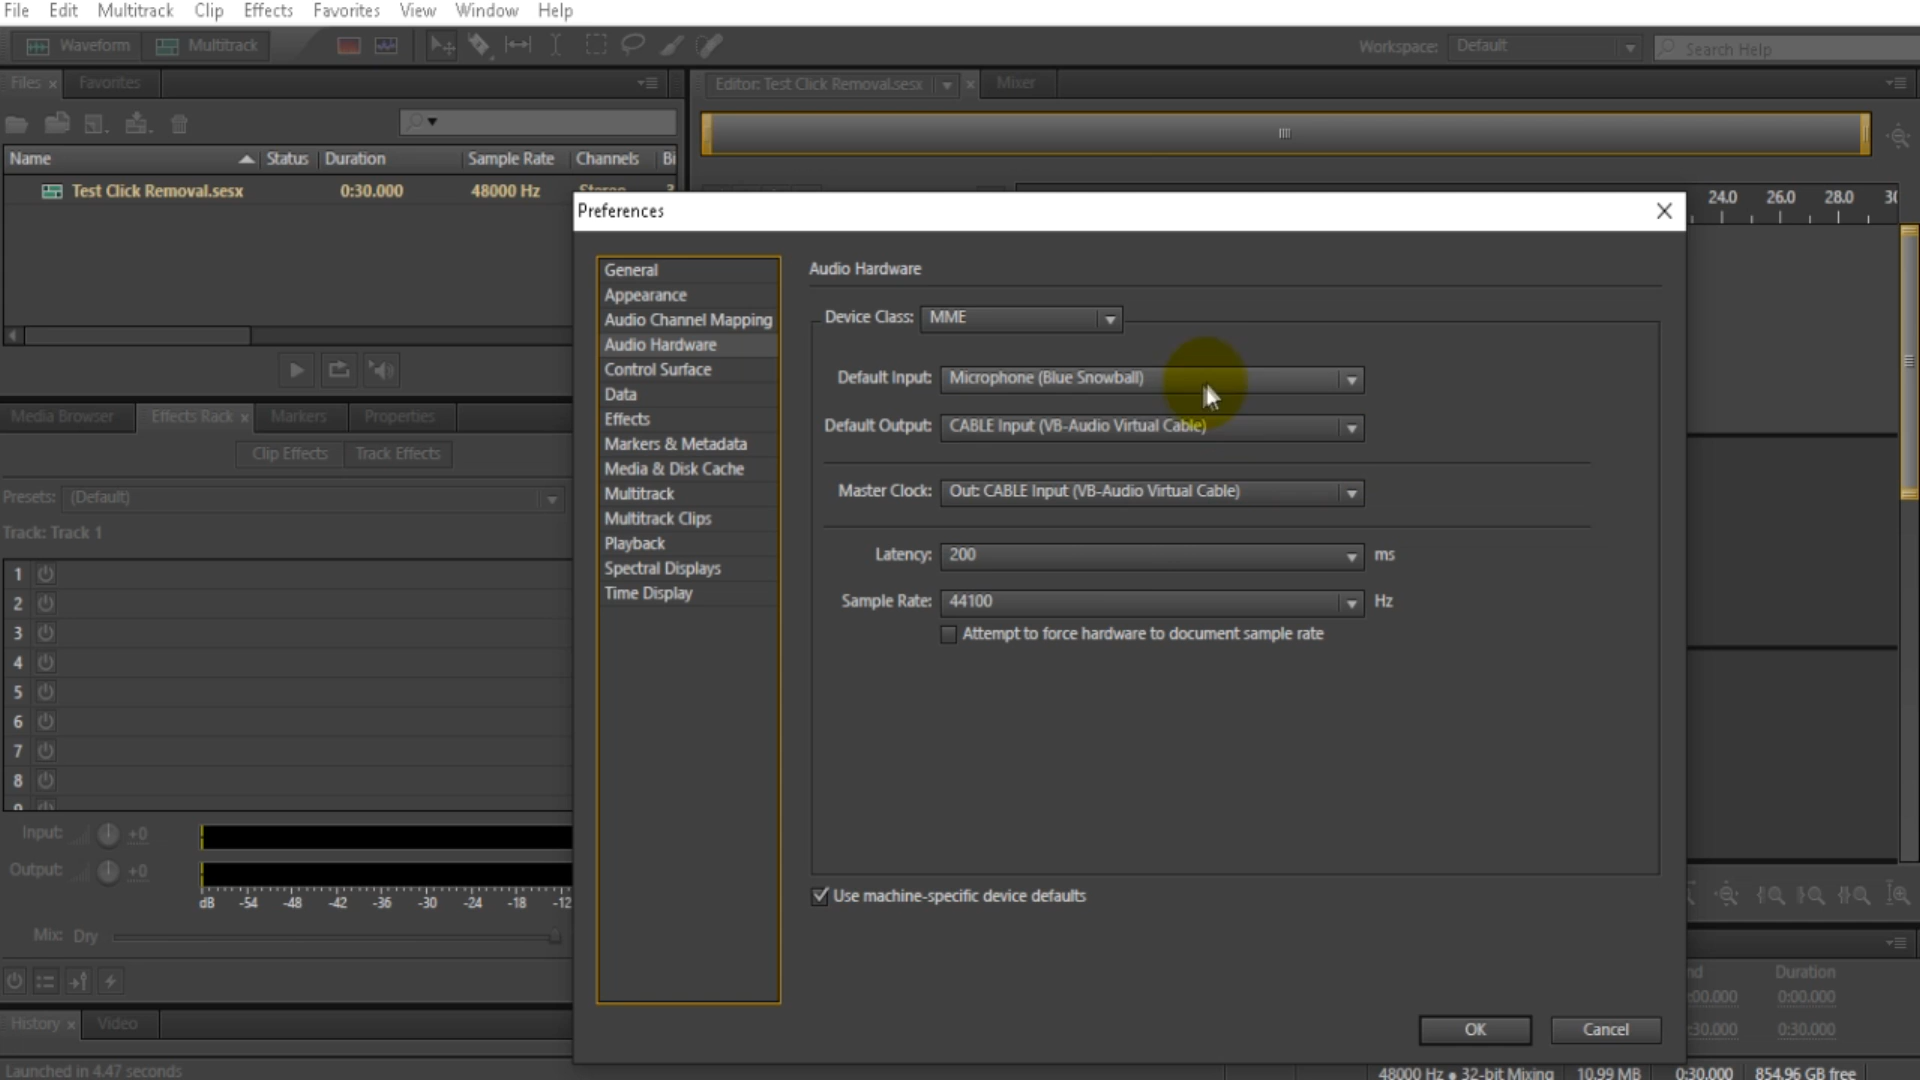 File Edit Multitrack Clip Effects Favorites View Window Help
Waveform Multitrack
Workspace: Default Search Help
Files × Favorites
Editor: Test Click Removal.sesx × Mixer
Name Status Duration Sample Rate Channels Bi
Test Click Removal.sesx 0:30.000 48000 Hz Stereo
24.0 26.0 28.0
Preferences
General
Appearance
Audio Channel Mapping
Audio Hardware
Control Surface
Data
Effects
Markers & Metadata
Media & Disk Cache
Multitrack
Multitrack Clips
Playback
Spectral Displays
Time Display
Audio Hardware
Device Class: MME
Default Input: Microphone (Blue Snowball)
Default Output: CABLE Input (VB-Audio Virtual Cable)
Master Clock: Out: CABLE Input (VB-Audio Virtual Cable)
Latency: 200 ms
Sample Rate: 44100 Hz
Attempt to force hardware to document sample rate
Use machine-specific device defaults
OK Cancel
Media Browser Effects Rack × Markers Properties
Clip Effects Track Effects
Presets: (Default)
Track: Track 1
1
2
3
4
5
6
7
8
Input: +0
Output: +0
dB -54 -48 -42 -36 -30 -24 -18 -12
Mix: Dry
History × Video
nd Duration
:00.000 0:00.000
:30.000 0:30.000
Launched in 4.47 seconds
48000 Hz ● 32-bit Mixing 10.99 MB 0:30.000 854.96 GB free